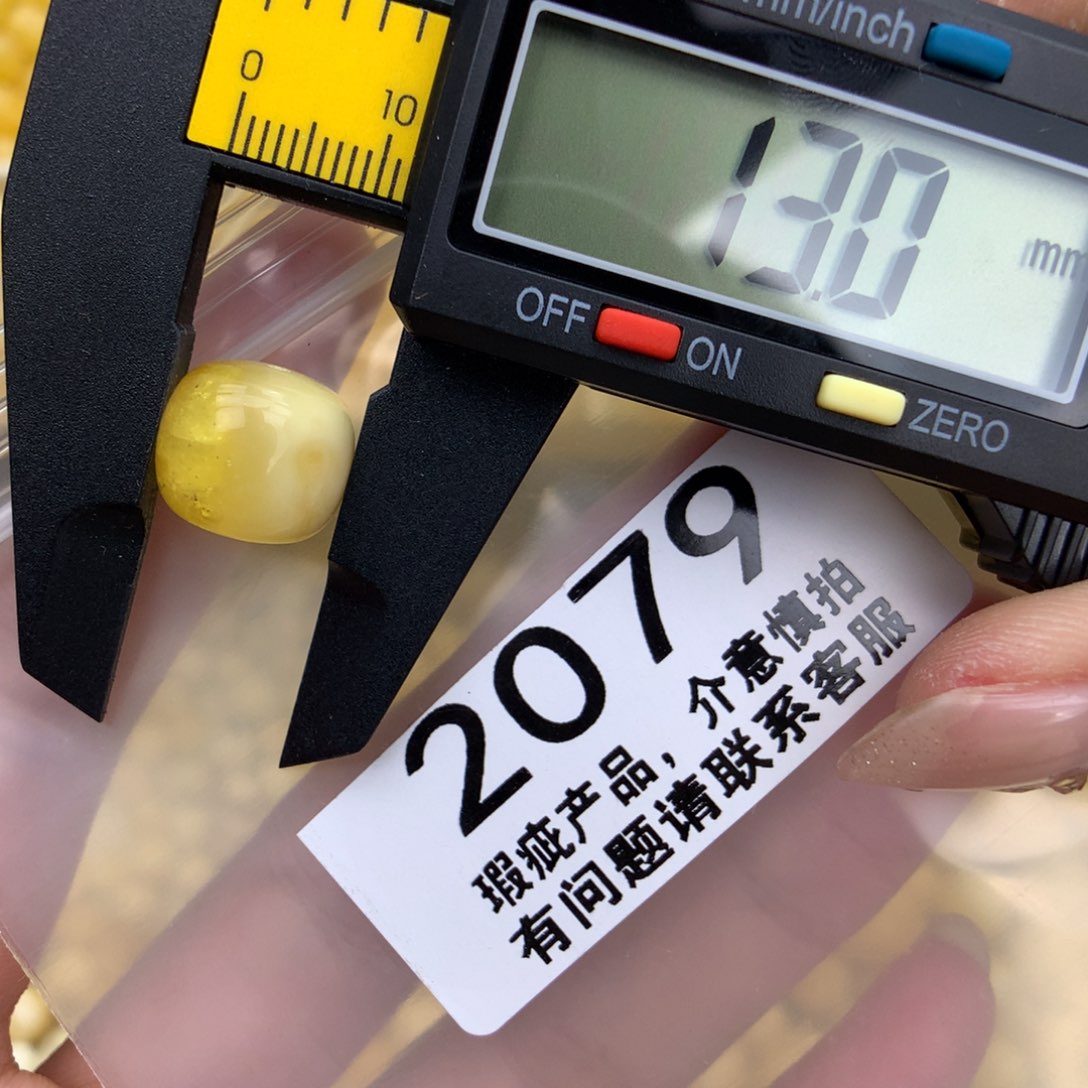 mm/inch
0
10
13.0
mm
OFF
ON
ZERO
2079
瑕疵产品，介意慎拍
有问题请联系客服